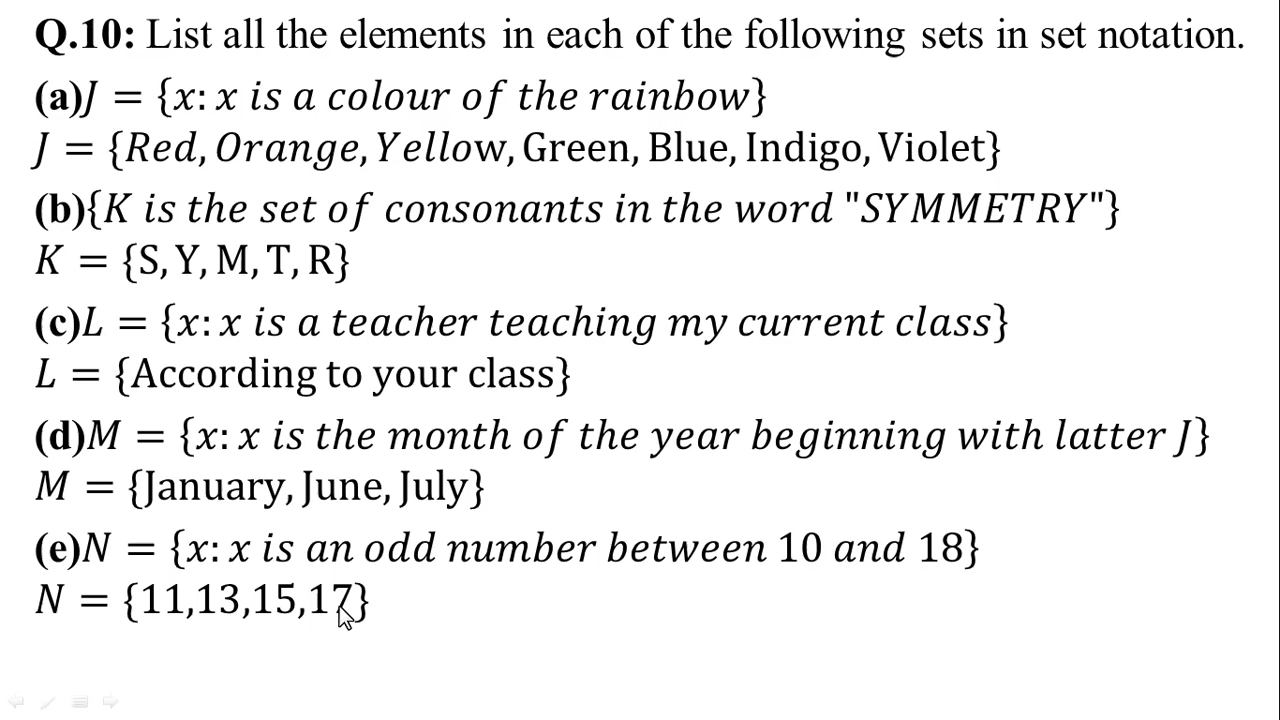 Q.10: List all the elements in each of the following sets in set notation.
(a)J = {x: x is a colour of the rainbow}
J = {Red, Orange, Yellow, Green, Blue, Indigo, Violet}
(b){K is the set of consonants in the word "SYMMETRY"}
K = {S, Y, M, T, R}
(c)L = {x: x is a teacher teaching my current class}
L = {According to your class}
(d)M = {x: x is the month of the year beginning with latter J}
M = {January, June, July}
(e)N = {x: x is an odd number between 10 and 18}
N = {11,13,15,17}